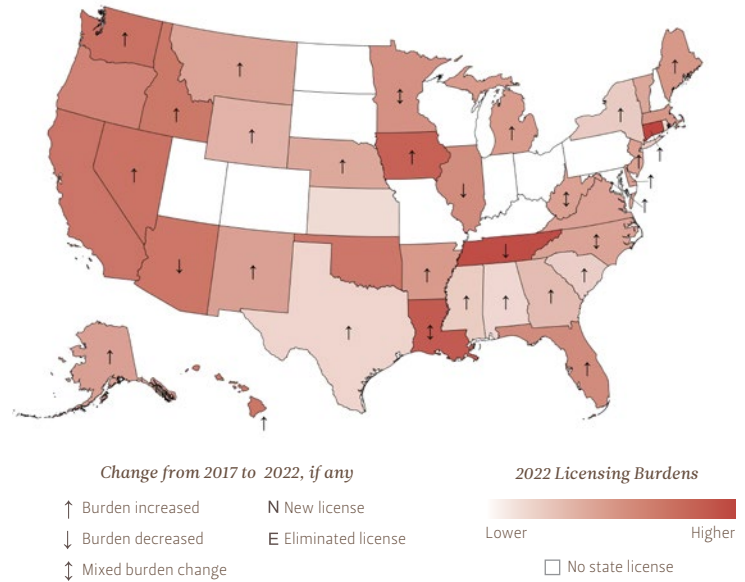 Change from 2017 to 2022, if any
↑ Burden increased
↓ Burden decreased
↕ Mixed burden change
N New license
E Eliminated license
2022 Licensing Burdens
Lower Higher
No state license